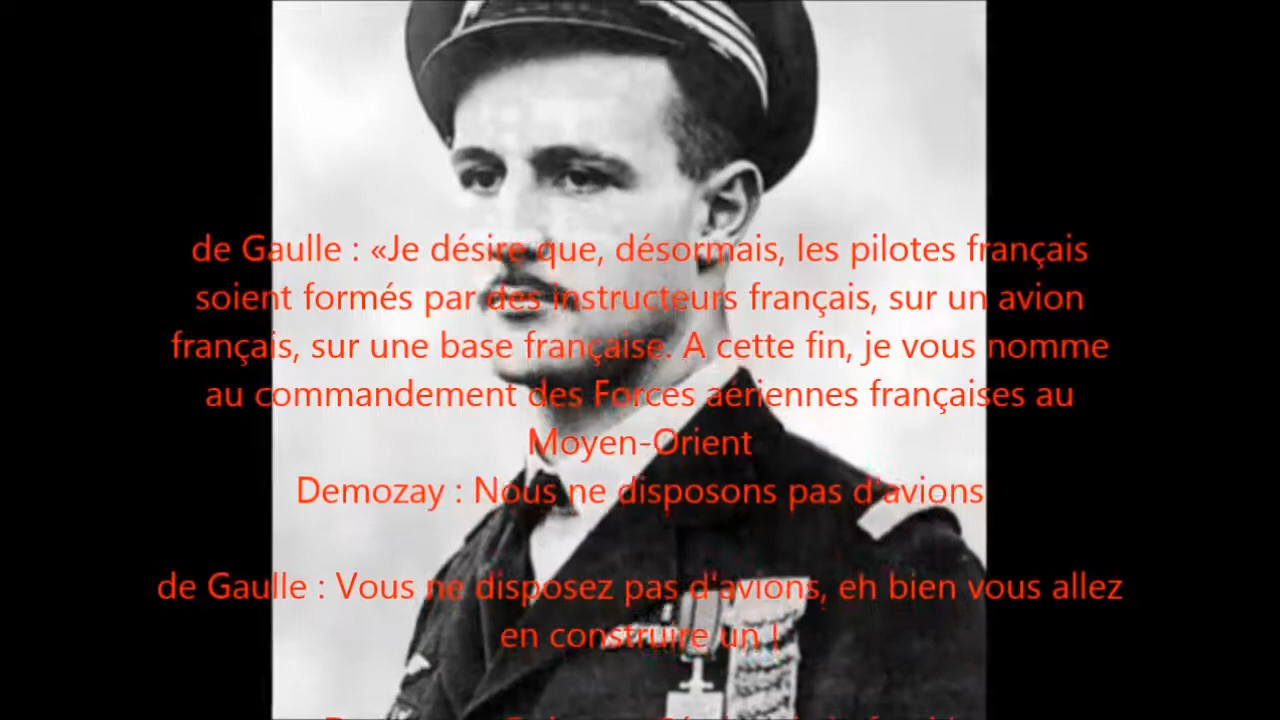 de Gaulle : «Je désire que, désormais, les pilotes français
soient formés par des instructeurs français, sur un avion
français, sur une base française. A cette fin, je vous nomme
au commandement des Forces aériennes françaises au
Moyen-Orient
Demozay : Nous ne disposons pas d'avions
de Gaulle : Vous ne disposez pas d'avions, eh bien vous allez
en construire un !